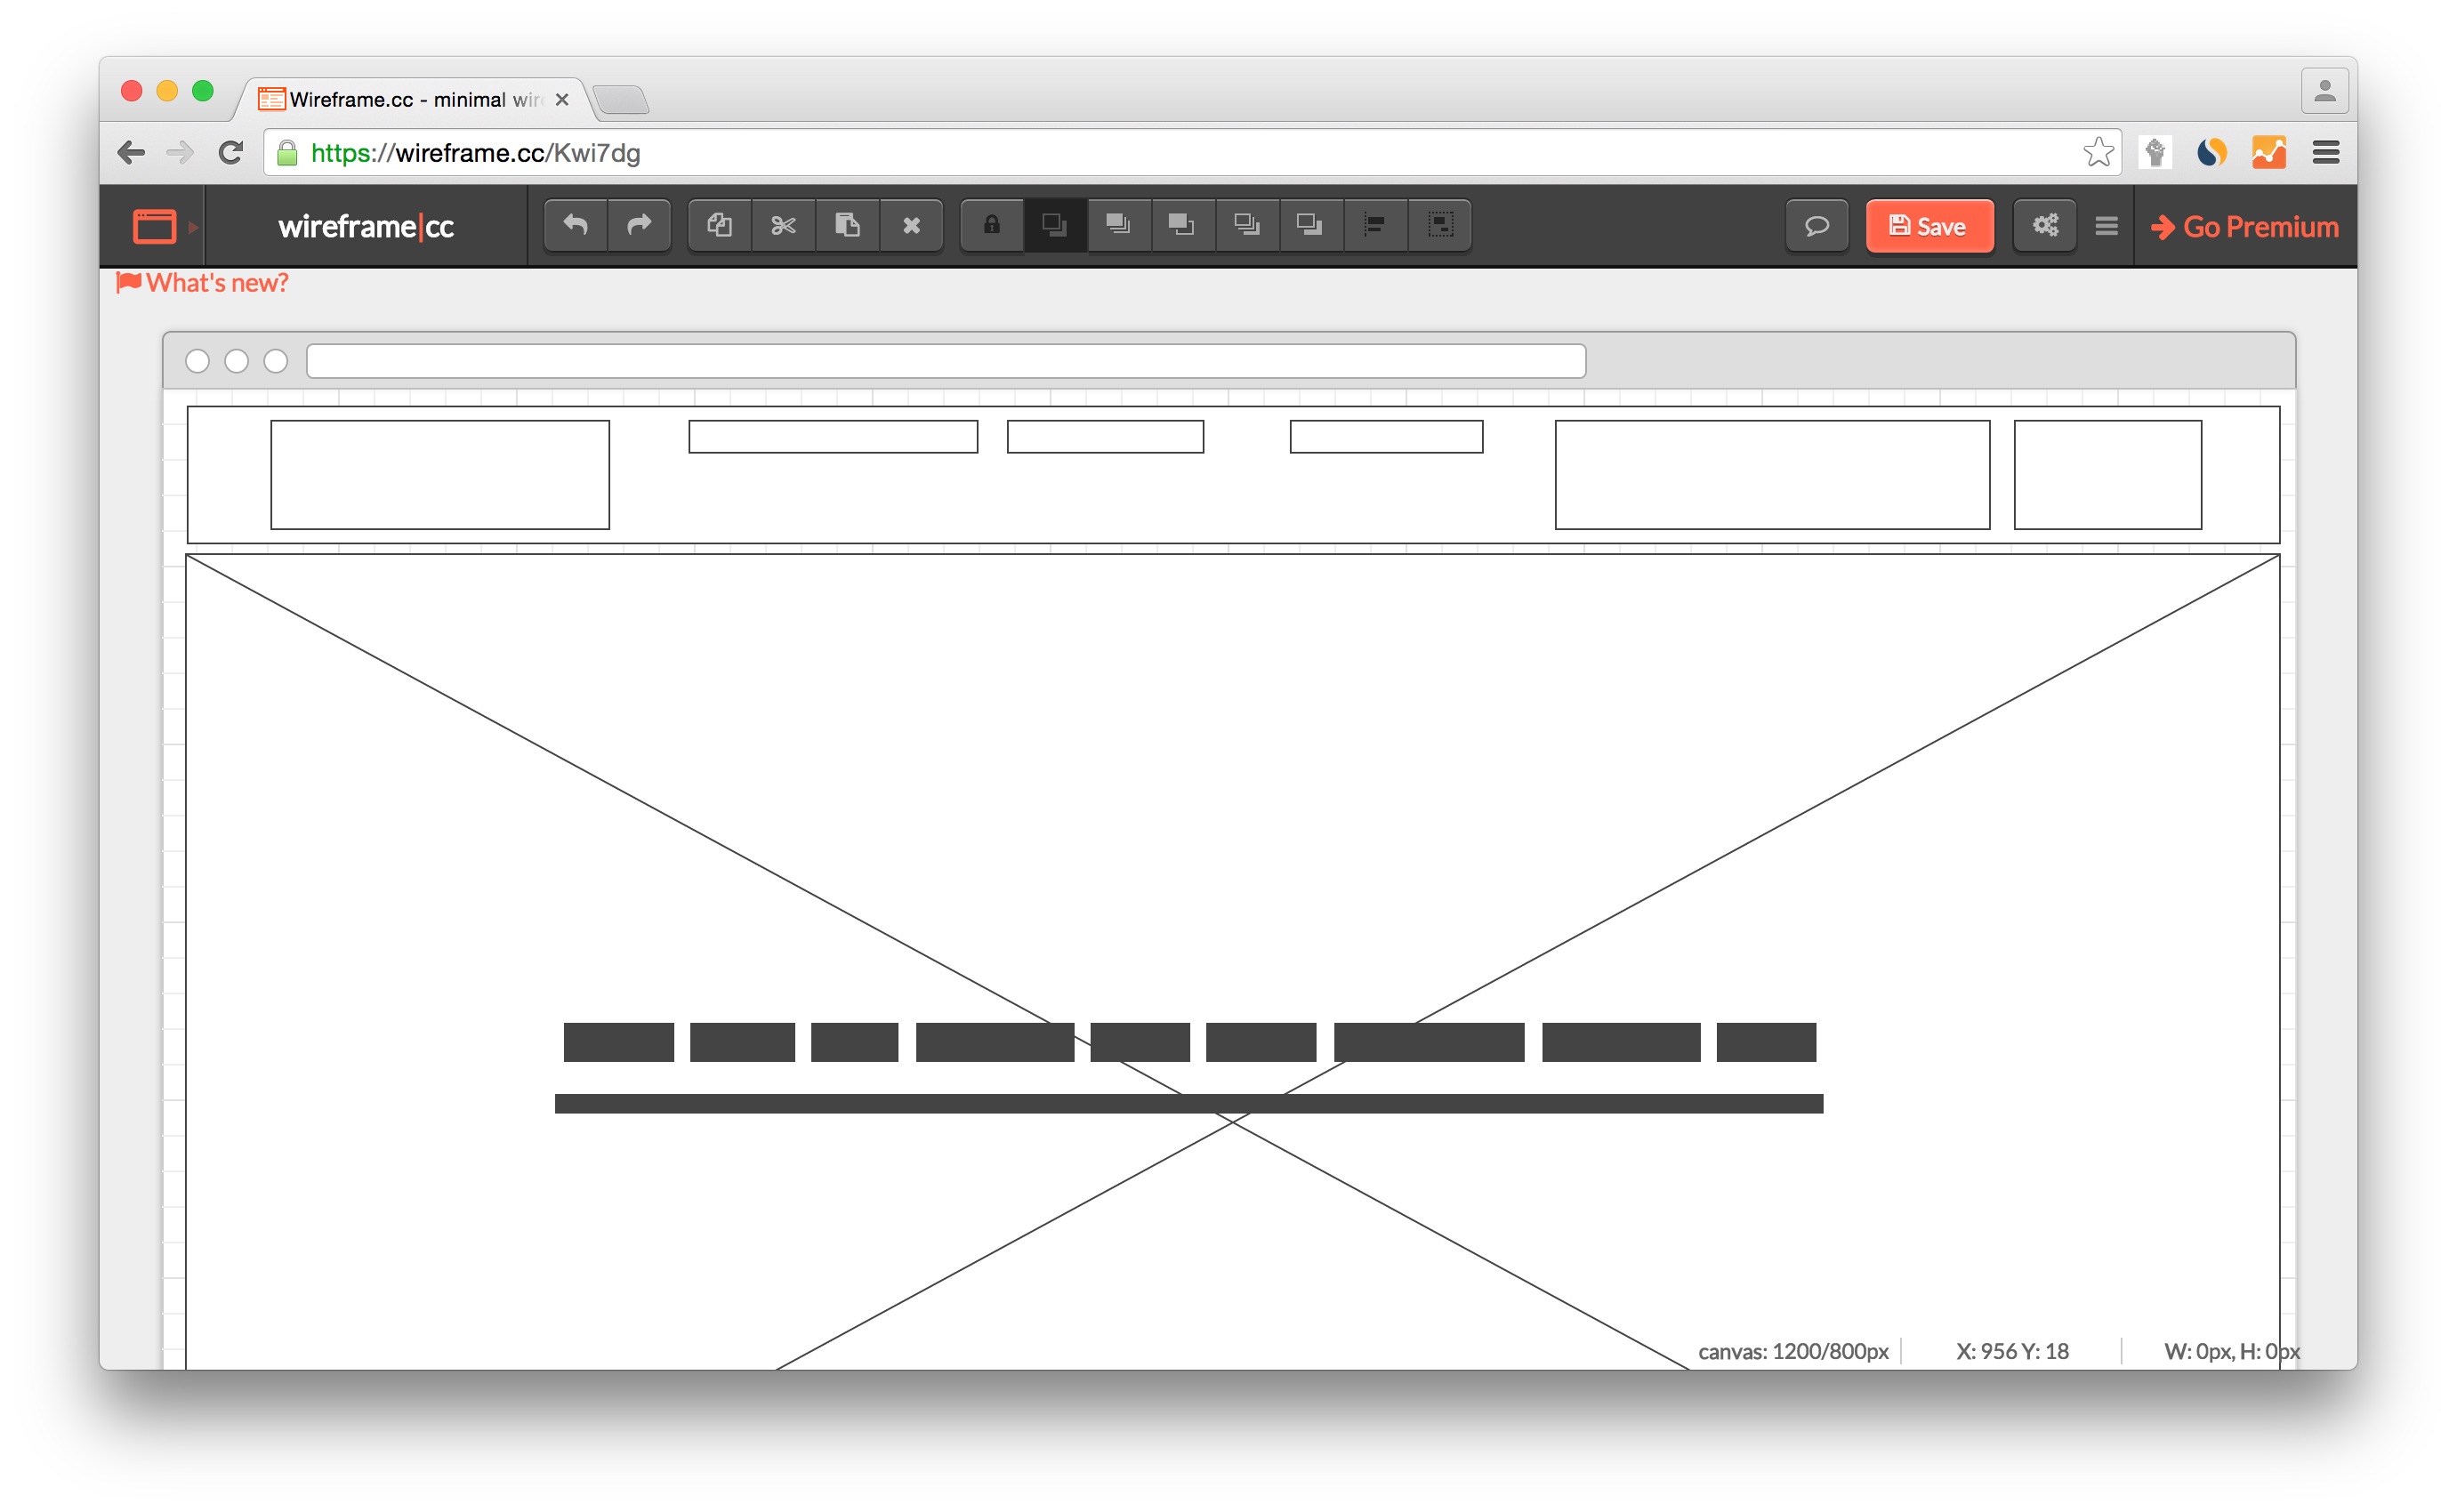 Wireframe.cc - minimal wir
https://wireframe.cc/Kwi7dg
wireframe|cc
Save
Go Premium
What's new?
canvas: 1200/800px
X: 956 Y: 18
W: 0px, H: 0px